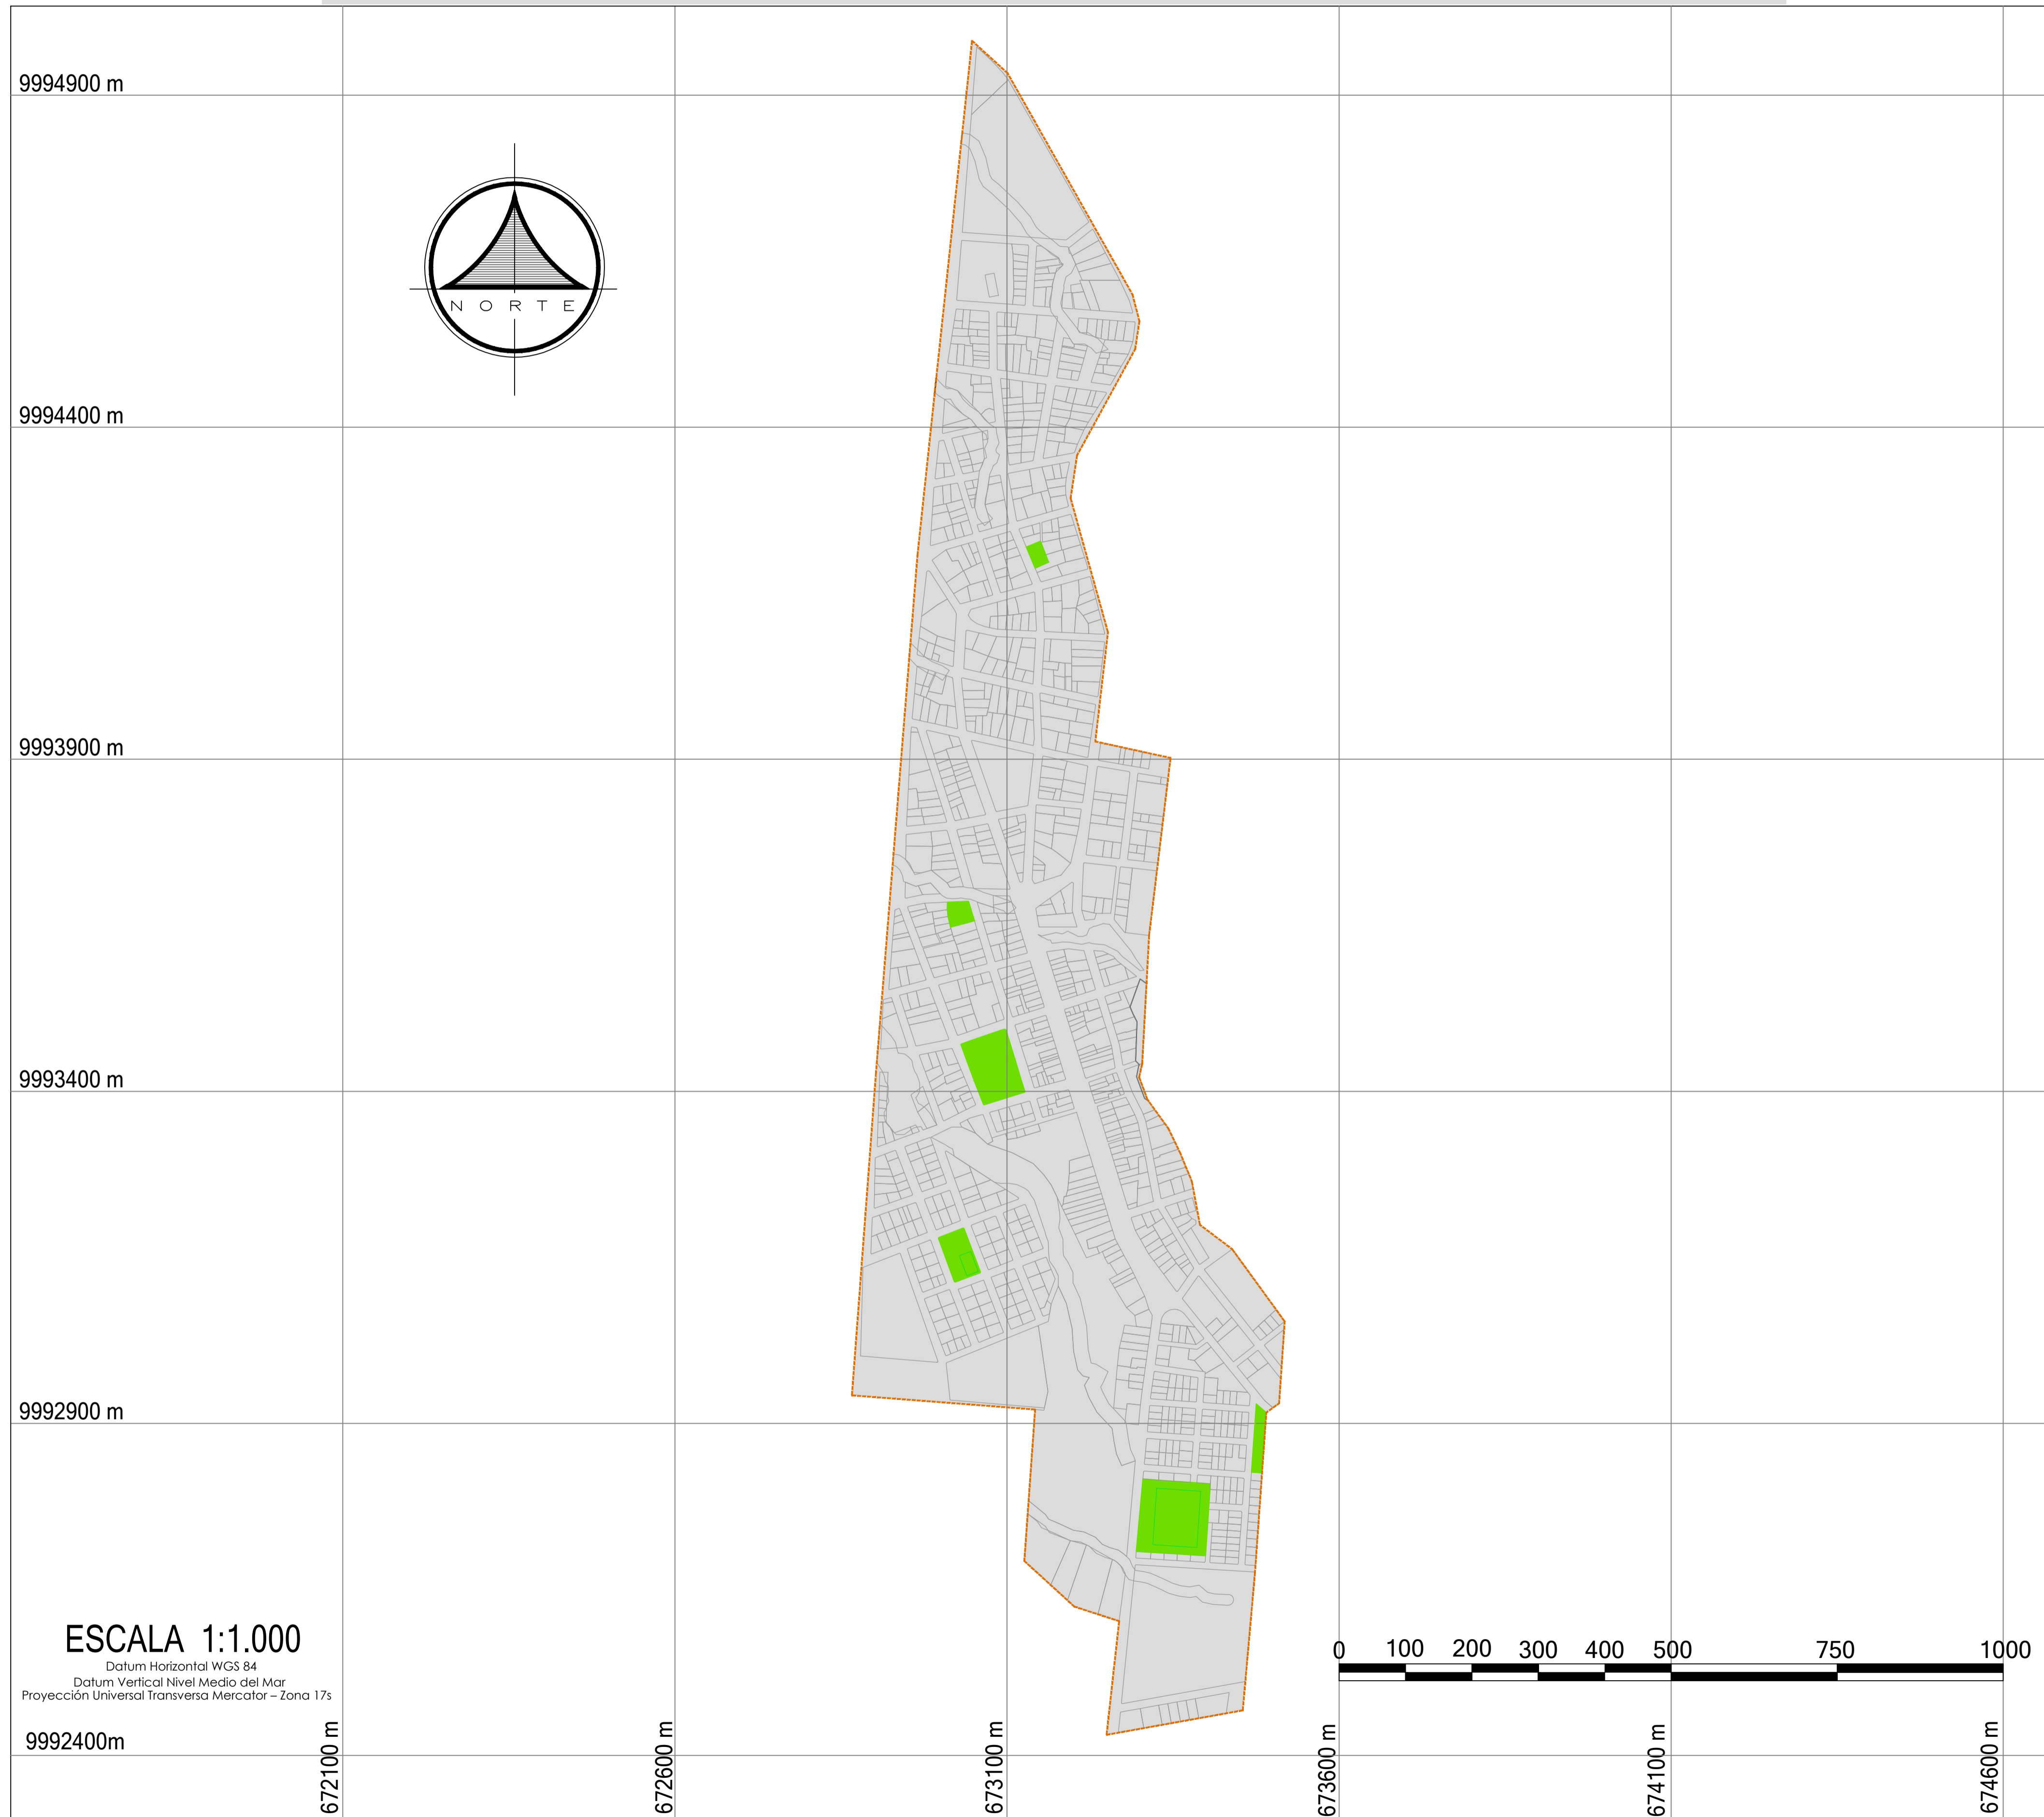 9994900 m
NORTE
9994400 m
9993900 m
9993400 m
9992900 m
ESCALA 1:1.000
Datum Horizontal WGS 84
Datum Vertical Nivel Medio del Mar
Proyección Universal Transversa Mercator – Zona 17s
0 100 200 300 400 500 750 1000
9992400m
672100 m
672600 m
673100 m
673600 m
674100 m
674600 m